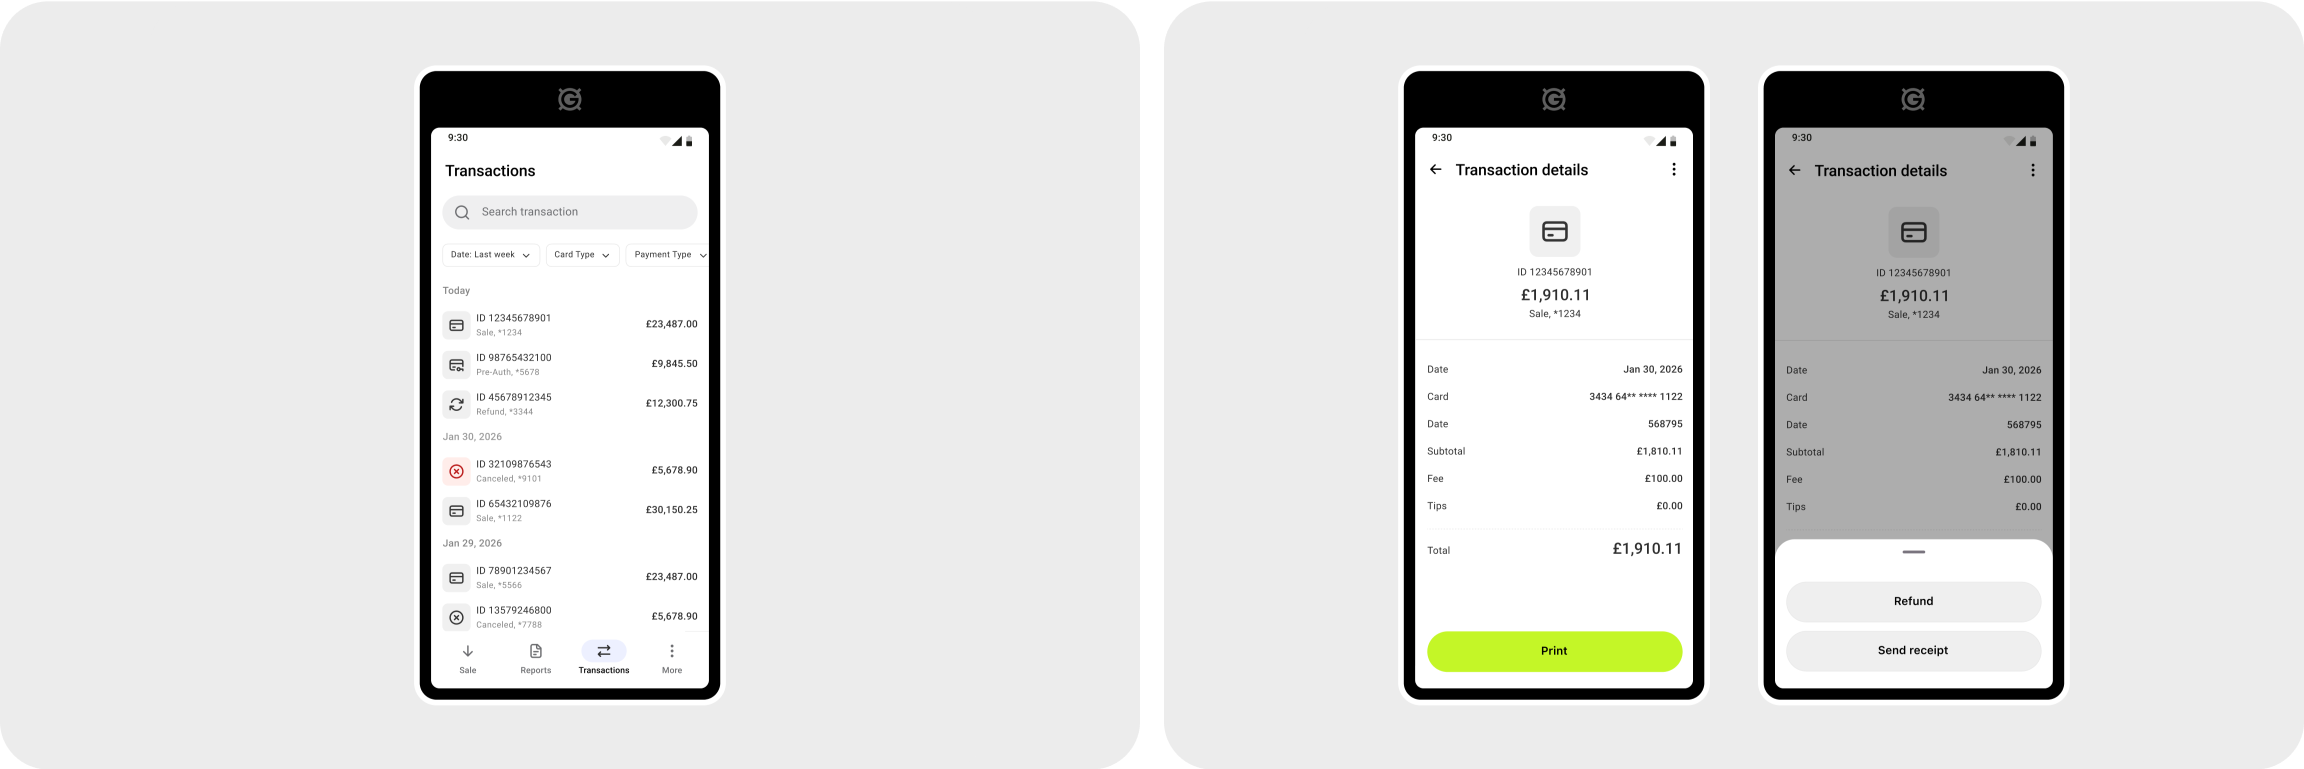 9:30
Transactions
Search transaction
Date: Last week
Card Type
Payment Type
Today
ID 12345678901
Sale, *1234
£23,487.00
ID 98765432100
Pre-Auth, *5678
£9,845.50
ID 45678912345
Refund, *3344
£12,300.75
Jan 30, 2026
ID 32109876543
Canceled, *9101
£5,678.90
ID 65432109876
Sale, *1122
£30,150.25
Jan 29, 2026
ID 78901234567
Sale, *5566
£23,487.00
ID 13579246800
Canceled, *7788
£5,678.90
Sale
Reports
Transactions
More
9:30
Transaction details
ID 12345678901
£1,910.11
Sale, *1234
Date Jan 30, 2026
Card 3434 64** **** 1122
Date 568795
Subtotal £1,810.11
Fee £100.00
Tips £0.00
Total £1,910.11
Print
9:30
Transaction details
ID 12345678901
£1,910.11
Sale, *1234
Date Jan 30, 2026
Card 3434 64** **** 1122
Date 568795
Subtotal £1,810.11
Fee £100.00
Tips £0.00
Refund
Send receipt